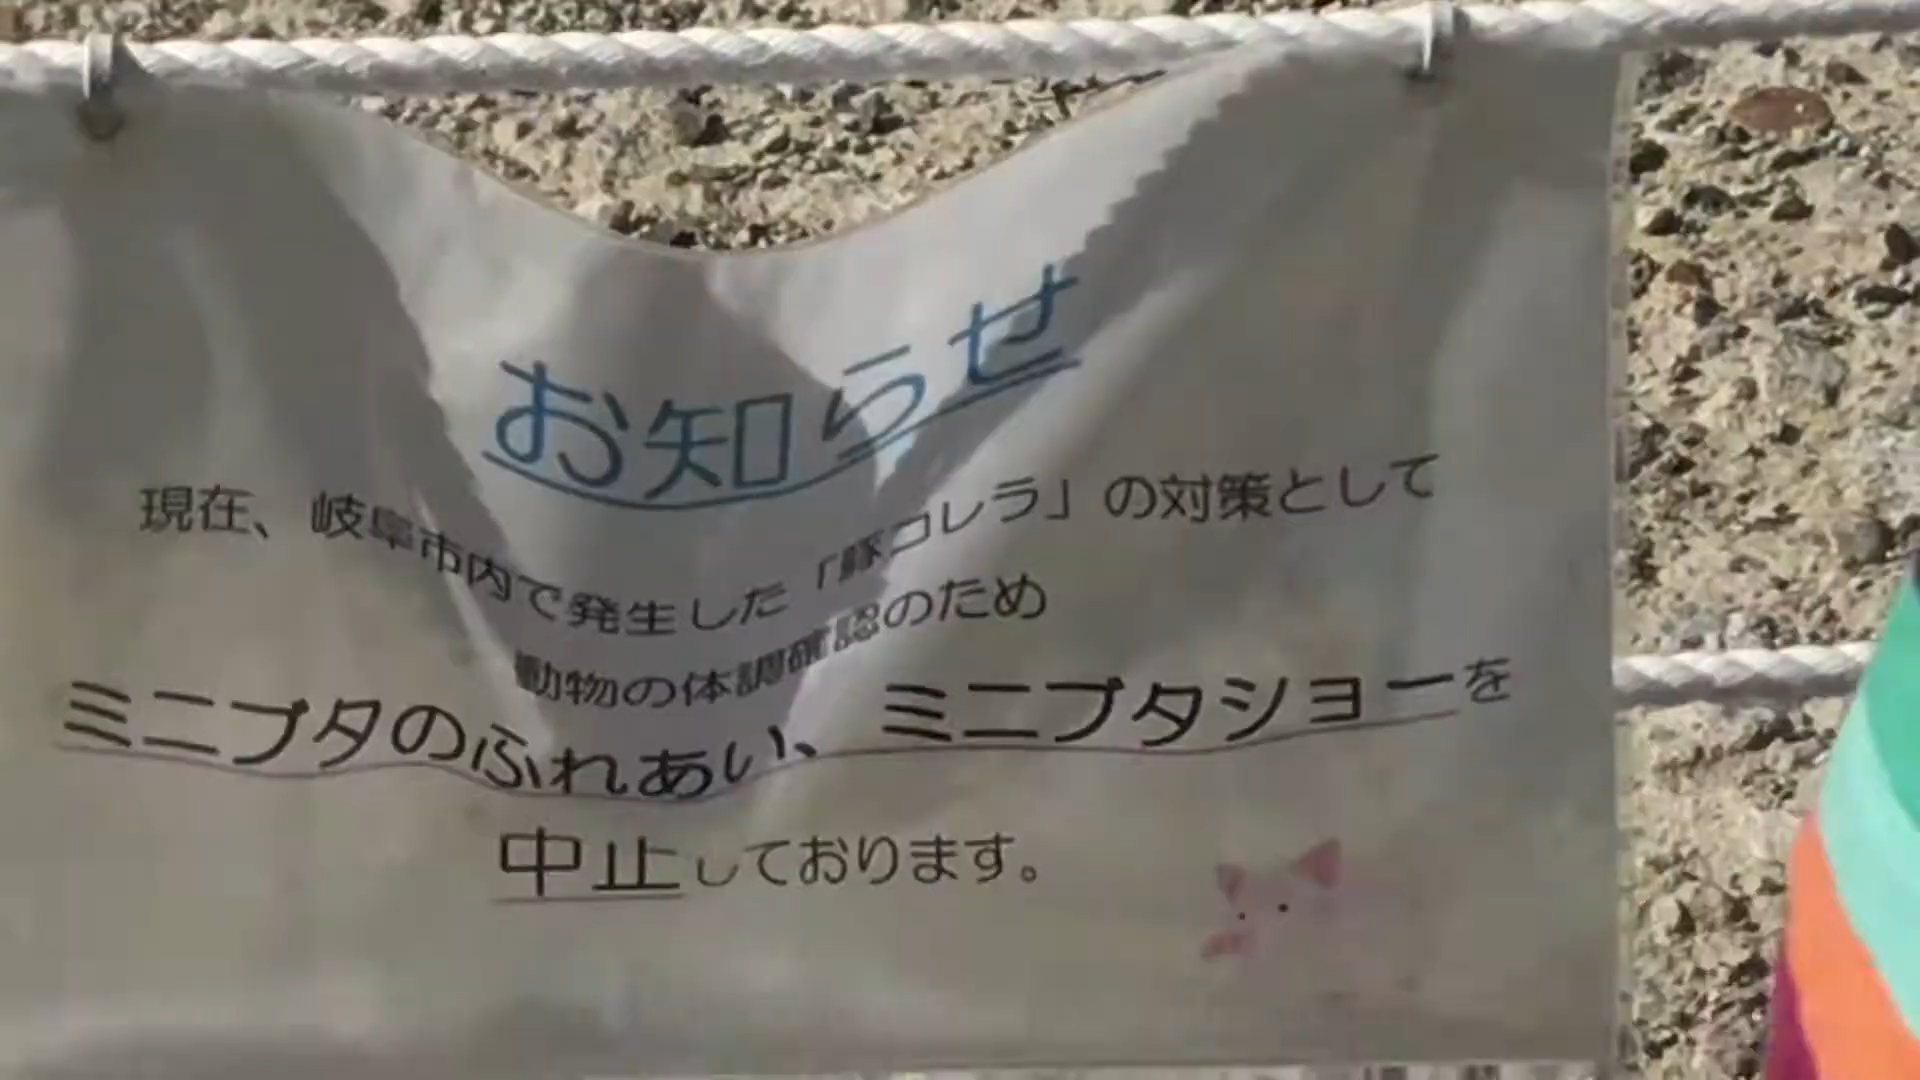 お知らせ
現在、岐阜市内で発生した「豚コレラ」の対策として
動物の体調確認のため
ミニブタのふれあい、ミニブタショーを
中止しております。